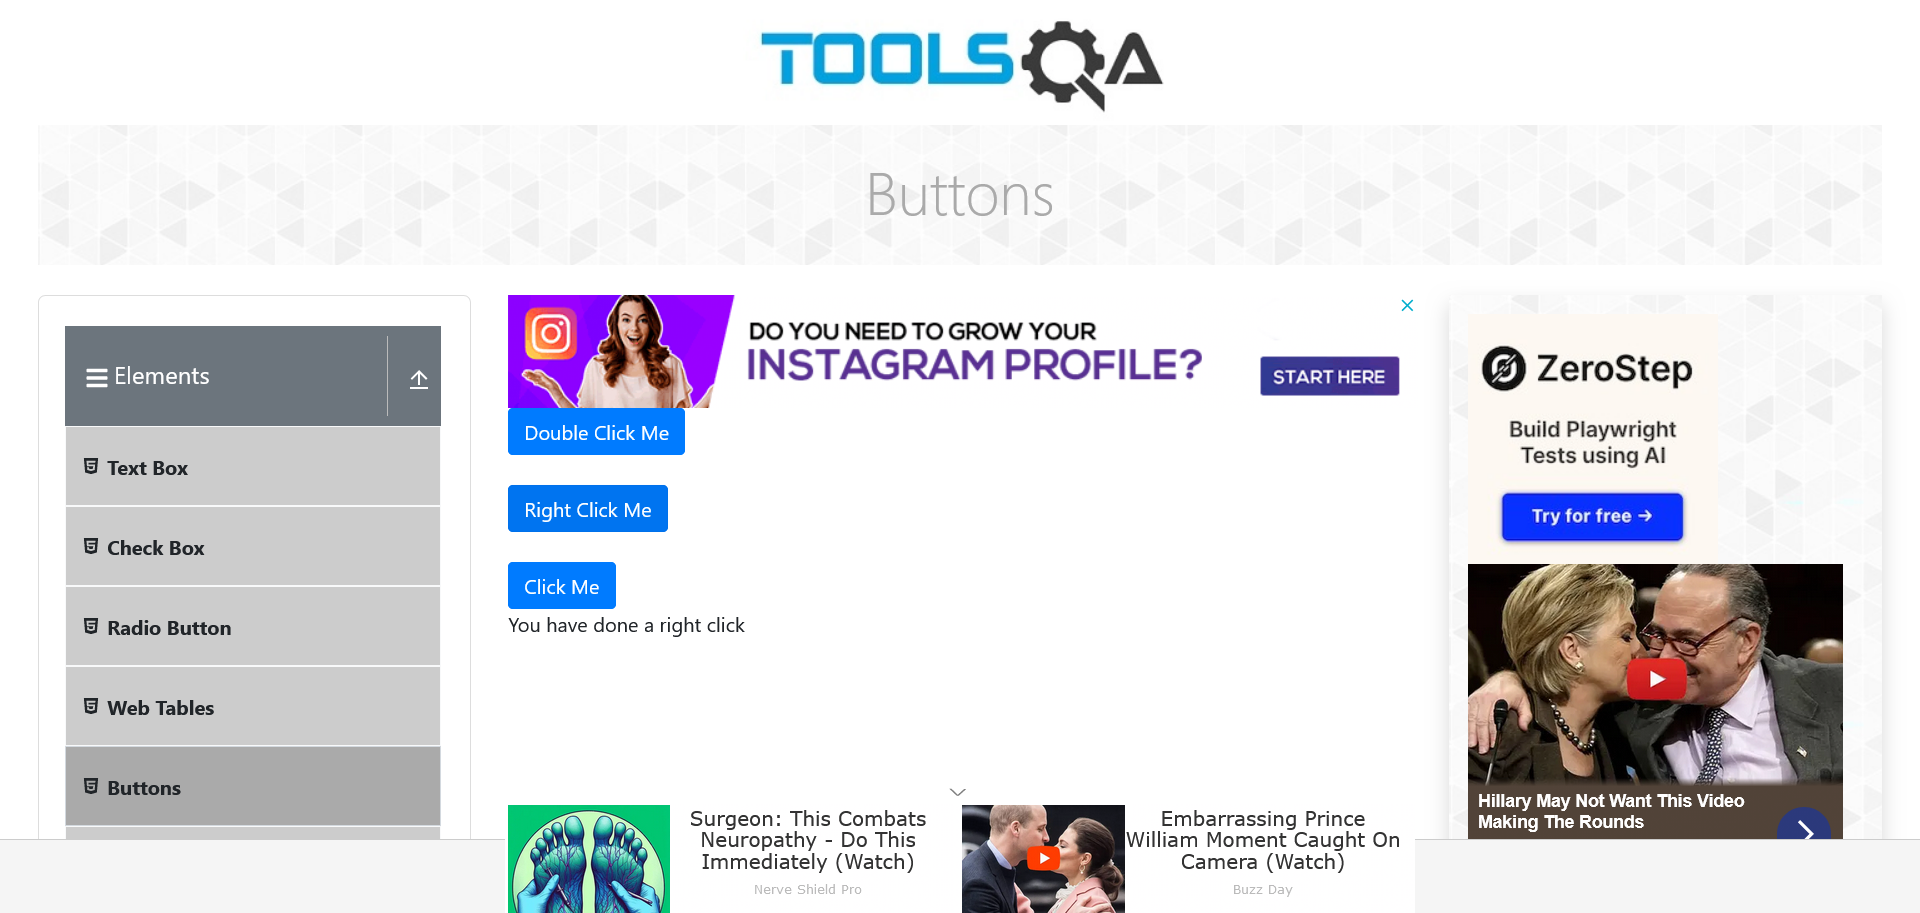 TOOLSQA
Buttons
Elements
Text Box
Check Box
Radio Button
Web Tables
Buttons
DO YOU NEED TO GROW YOUR
INSTAGRAM PROFILE?
START HERE
Double Click Me
Right Click Me
Click Me
You have done a right click
ZeroStep
Build Playwright
Tests using AI
Try for free →
Hillary May Not Want This Video
Making The Rounds
Surgeon: This Combats
Neuropathy - Do This
Immediately (Watch)
Nerve Shield Pro
Embarrassing Prince
William Moment Caught On
Camera (Watch)
Buzz Day